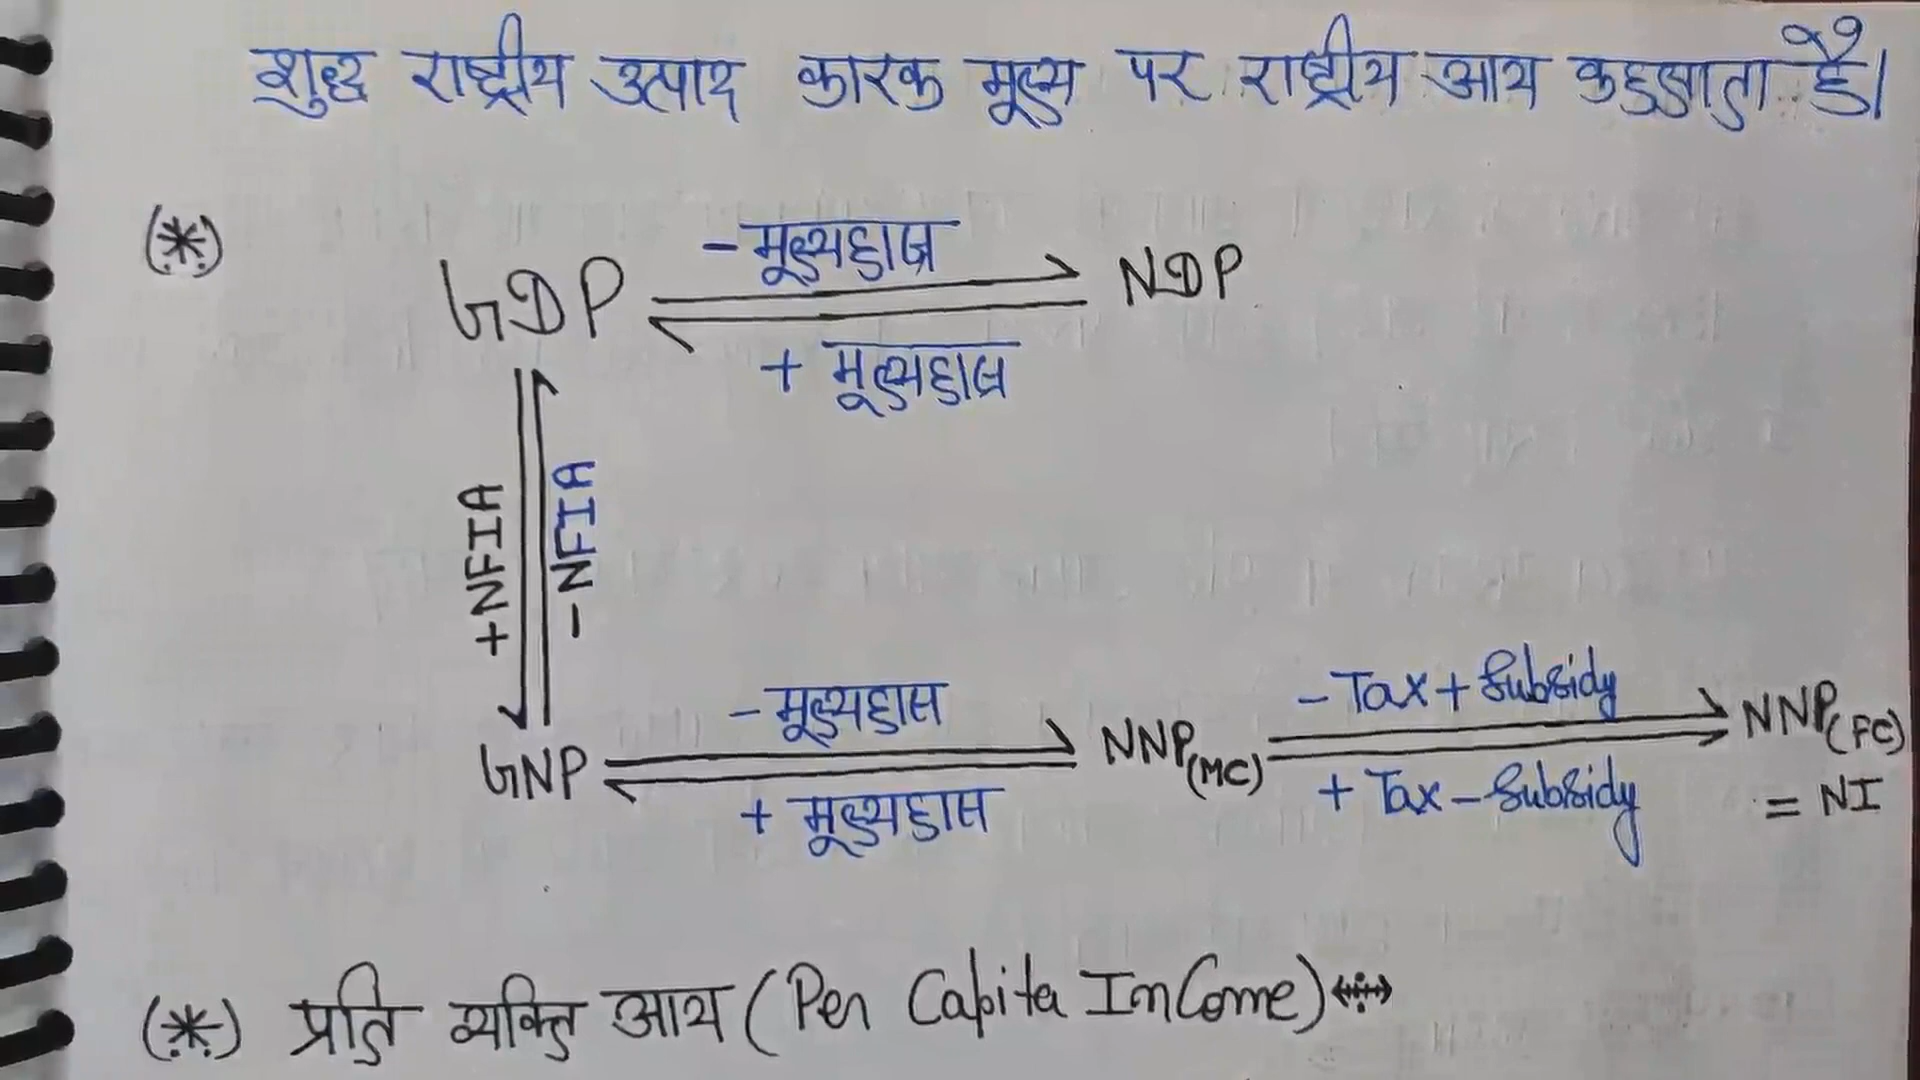 शुद्ध राष्ट्रीय उत्पाद कारक मूल्य पर राष्ट्रीय आय कहलाता है।
(*)
- मूल्यह्रास
GDP NDP
+ मूल्यह्रास
+NFIA
-NFIA
- मूल्यह्रास
- Tax + Subsidy
GNP NNP(MC) NNP(FC)
+ मूल्यह्रास
+ Tax - Subsidy
= NI
(*) प्रति व्यक्ति आय (Per Capita InCome)